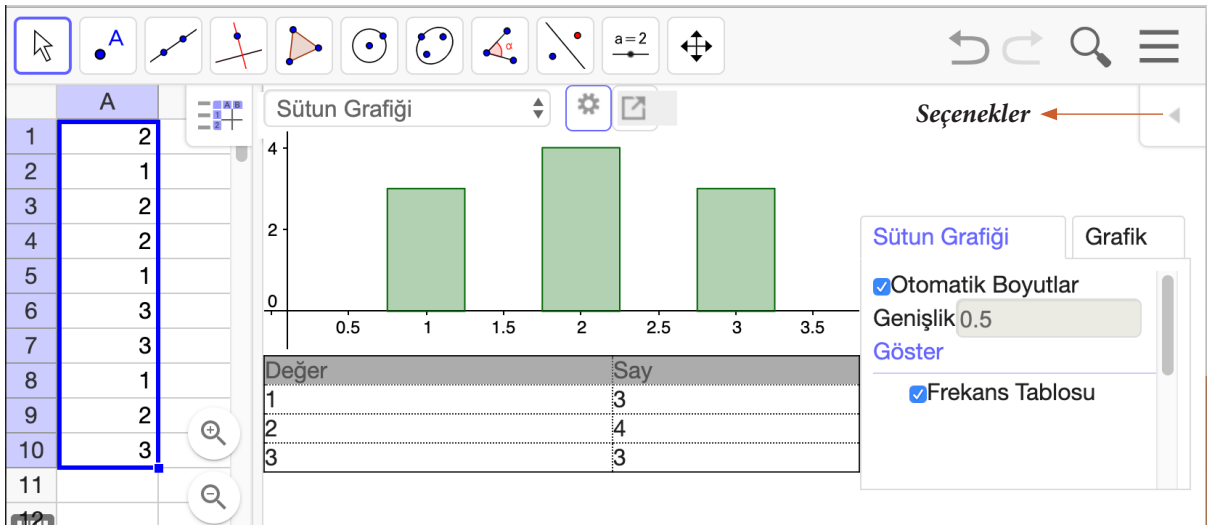 A
α
a=2
A
A B
1
2
Sütun Grafiği
Seçenekler
1 2
2 1
3 2
4 2
5 1
6 3
7 3
8 1
9 2
10 3
11
12
4
2
0
0.5 1 1.5 2 2.5 3 3.5
Değer Say
1 3
2 4
3 3
Sütun Grafiği Grafik
Otomatik Boyutlar
Genişlik 0.5
Göster
Frekans Tablosu